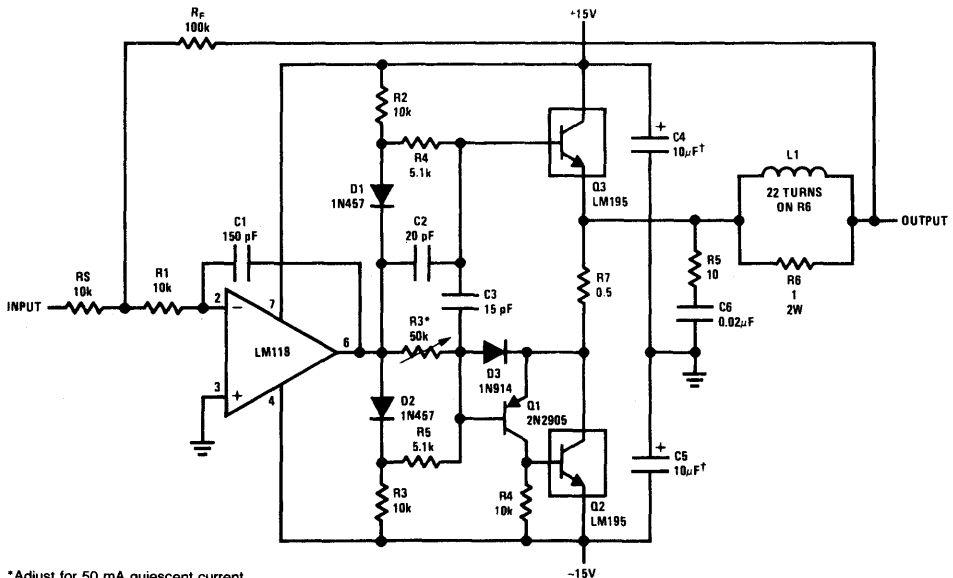 RF
100k
+15V
R2
10k
R4
5.1k
D1
1N457
Q3
LM195
+
C4
10μF†
L1
22 TURNS
ON R6
OUTPUT
C1
150 pF
C2
20 pF
RS
10k
R1
10k
INPUT
2
7
C3
15 pF
R7
0.5
R5
10
R6
1
2W
C6
0.02μF
LM118
6
R3*
50k
D3
1N914
3
+
4
D2
1N457
Q1
2N2905
R5
5.1k
+
C5
10μF†
R3
10k
R4
10k
Q2
LM195
-15V
*Adjust for 50 mA quiescent current